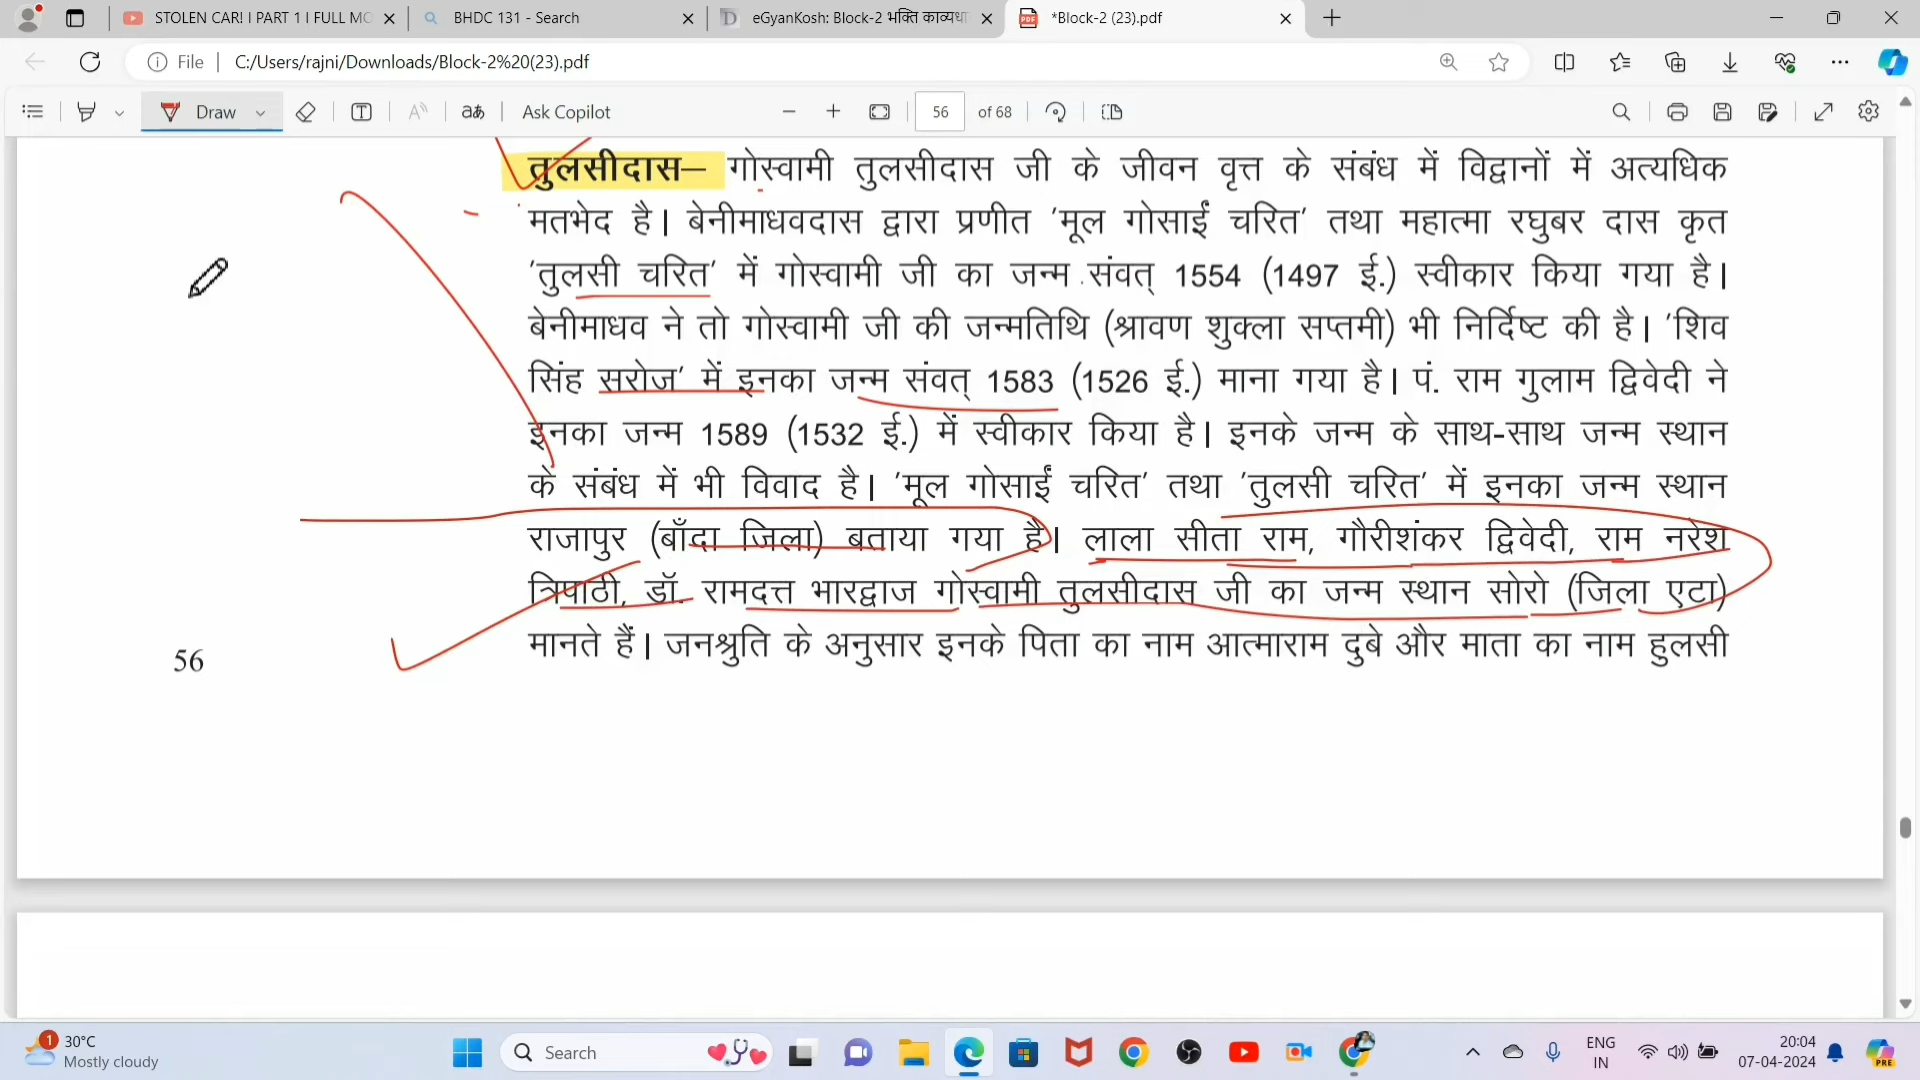 STOLEN CAR! I PART 1 I FULL MO
BHDC 131 - Search
eGyanKosh: Block-2 भक्ति काव्यधा
*Block-2 (23).pdf
File
C:/Users/rajni/Downloads/Block-2%20(23).pdf
Draw
Ask Copilot
56 of 68
तुलसीदास– गोस्वामी तुलसीदास जी के जीवन वृत्त के संबंध में विद्वानों में अत्यधिक
मतभेद है। बेनीमाधवदास द्वारा प्रणीत 'मूल गोसाईं चरित' तथा महात्मा रघुबर दास कृत
'तुलसी चरित' में गोस्वामी जी का जन्म संवत् 1554 (1497 ई.) स्वीकार किया गया है।
बेनीमाधव ने तो गोस्वामी जी की जन्मतिथि (श्रावण शुक्ला सप्तमी) भी निर्दिष्ट की है। 'शिव
सिंह सरोज' में इनका जन्म संवत् 1583 (1526 ई.) माना गया है। पं. राम गुलाम द्विवेदी ने
इनका जन्म 1589 (1532 ई.) में स्वीकार किया है। इनके जन्म के साथ-साथ जन्म स्थान
के संबंध में भी विवाद है। 'मूल गोसाईं चरित' तथा 'तुलसी चरित' में इनका जन्म स्थान
राजापुर (बाँदा जिला) बताया गया है। लाला सीता राम, गौरीशंकर द्विवेदी, राम नरेश
त्रिपाठी, डॉ. रामदत्त भारद्वाज गोस्वामी तुलसीदास जी का जन्म स्थान सोरो (जिला एटा)
मानते हैं। जनश्रुति के अनुसार इनके पिता का नाम आत्माराम दुबे और माता का नाम हुलसी
56
30°C
Mostly cloudy
Search
ENG
IN
20:04
07-04-2024